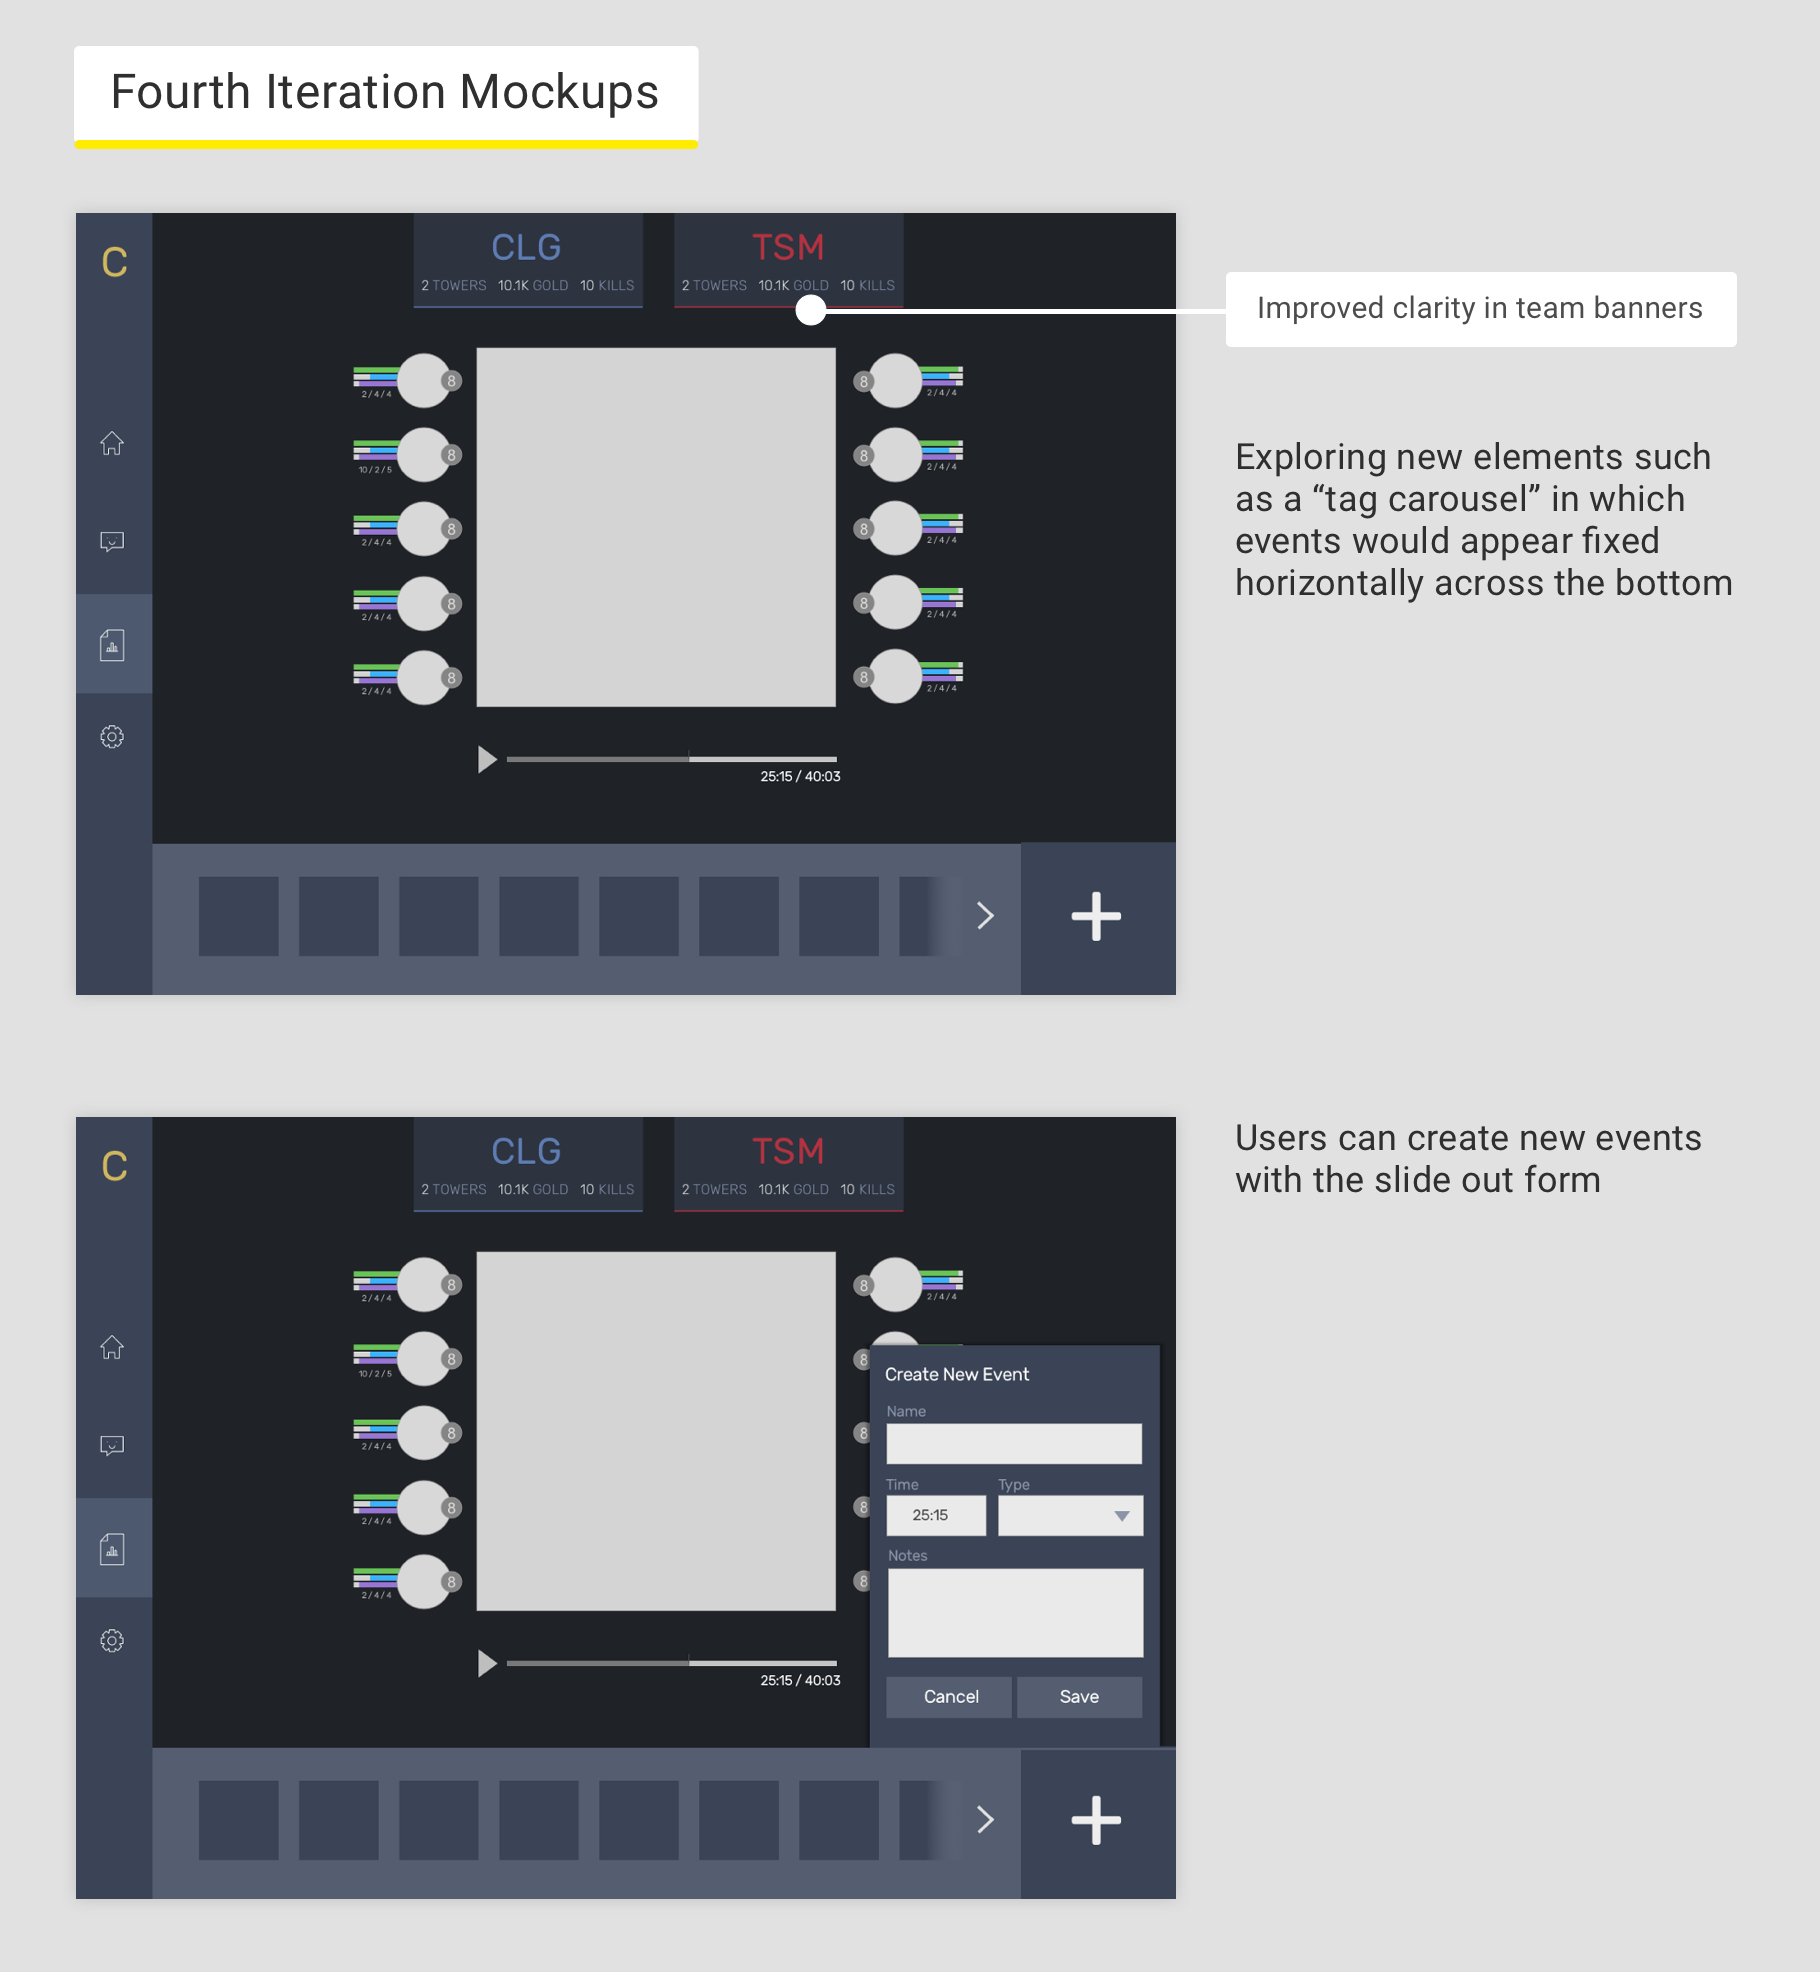 Fourth Iteration Mockups
C
CLG
2 TOWERS 10.1K GOLD 10 KILLS
TSM
2 TOWERS 10.1K GOLD 10 KILLS
Improved clarity in team banners
8
2/4/4
8
2/4/4
8
10/2/5
8
2/4/4
8
2/4/4
8
2/4/4
8
2/4/4
8
2/4/4
8
2/4/4
8
2/4/4
25:15 / 40:03
Exploring new elements such
as a “tag carousel” in which
events would appear fixed
horizontally across the bottom
C
CLG
2 TOWERS 10.1K GOLD 10 KILLS
TSM
2 TOWERS 10.1K GOLD 10 KILLS
8
2/4/4
8
2/4/4
8
10/2/5
8
8
2/4/4
8
8
2/4/4
8
8
2/4/4
8
25:15 / 40:03
Create New Event
Name
Time
Type
25:15
Notes
Cancel
Save
Users can create new events
with the slide out form